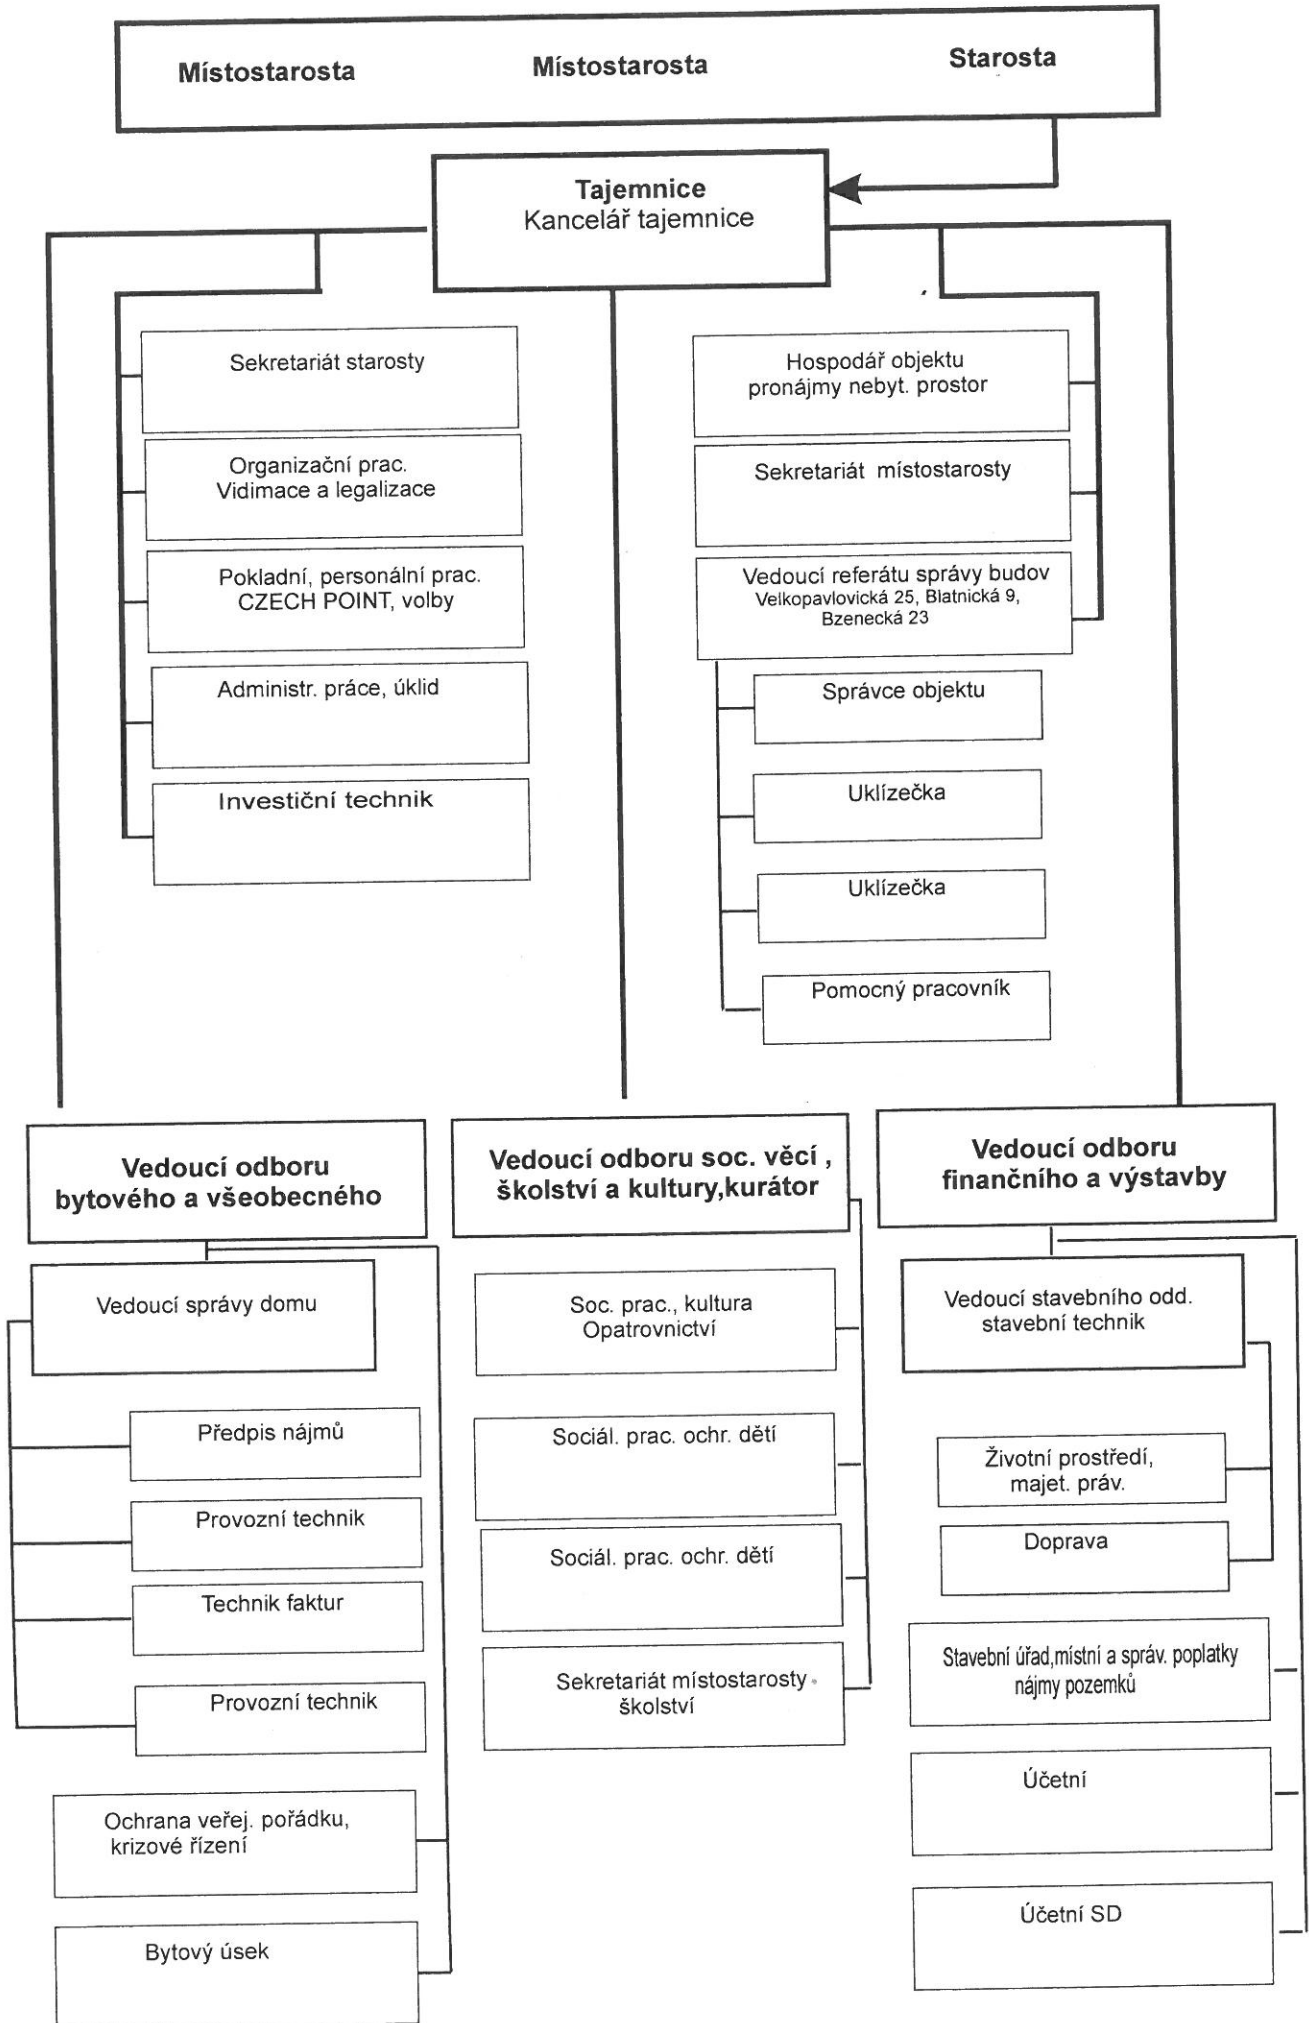 Místostarosta
Místostarosta
Starosta
Tajemnice
Kancelář tajemnice
Sekretariát starosty
Organizační prac.
Vidimace a legalizace
Pokladní, personální prac.
CZECH POINT, volby
Administr. práce, úklid
Investiční technik
Hospodář objektu
pronájmy nebyt. prostor
Sekretariát místostarosty
Vedoucí referátu správy budov
Velkopavlovická 25, Blatnická 9,
Bzenecká 23
Správce objektu
Uklízečka
Uklízečka
Pomocný pracovník
Vedoucí odboru
bytového a všeobecného
Vedoucí správy domu
Předpis nájmů
Provozní technik
Technik faktur
Provozní technik
Ochrana veřej. pořádku,
krizové řízení
Bytový úsek
Vedoucí odboru soc. věcí ,
školství a kultury,kurátor
Soc. prac., kultura
Opatrovnictví
Sociál. prac. ochr. dětí
Sociál. prac. ochr. dětí
Sekretariát místostarosty
školství
Vedoucí odboru
finančního a výstavby
Vedoucí stavebního odd.
stavební technik
Životní prostředí,
majet. práv.
Doprava
Stavební úřad,místní a správ. poplatky
nájmy pozemků
Účetní
Účetní SD